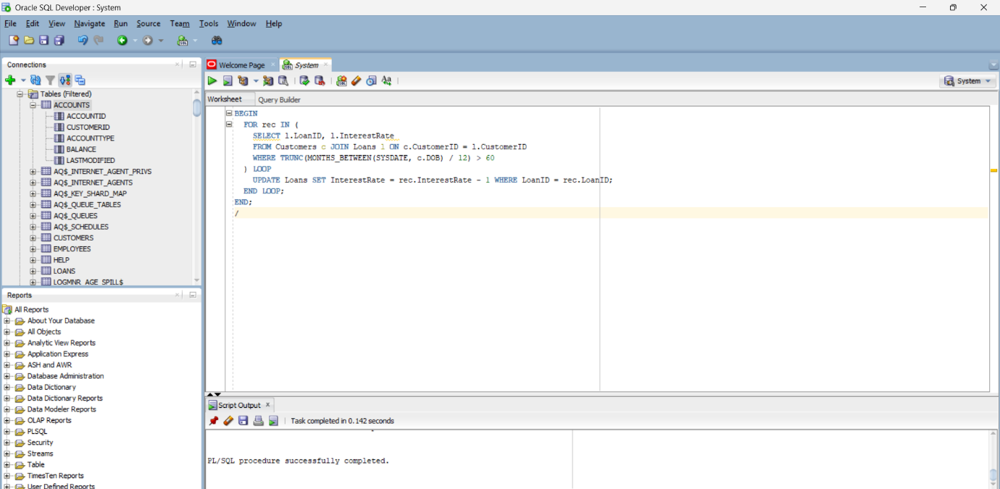 Oracle SQL Developer : System
File Edit View Navigate Run Source Team Tools Window Help
Connections
Tables (Filtered)
ACCOUNTS
ACCOUNTID
CUSTOMERID
ACCOUNTTYPE
BALANCE
LASTMODIFIED
AQ$_INTERNET_AGENT_PRIVS
AQ$_INTERNET_AGENTS
AQ$_KEY_SHARD_MAP
AQ$_QUEUE_TABLES
AQ$_QUEUES
AQ$_SCHEDULES
CUSTOMERS
EMPLOYEES
HELP
LOANS
LOGMNR_AGE_SPILL$
Reports
All Reports
About Your Database
All Objects
Analytic View Reports
Application Express
ASH and AWR
Database Administration
Data Dictionary
Data Dictionary Reports
Data Modeler Reports
OLAP Reports
PLSQL
Security
Streams
Table
TimesTen Reports
User Defined Reports
Welcome Page System
System
Worksheet Query Builder
BEGIN
FOR rec IN (
SELECT l.LoanID, l.InterestRate
FROM Customers c JOIN Loans l ON c.CustomerID = l.CustomerID
WHERE TRUNC(MONTHS_BETWEEN(SYSDATE, c.DOB) / 12) > 60
) LOOP
UPDATE Loans SET InterestRate = rec.InterestRate - 1 WHERE LoanID = rec.LoanID;
END LOOP;
END;
/
Script Output
Task completed in 0.142 seconds
PL/SQL procedure successfully completed.